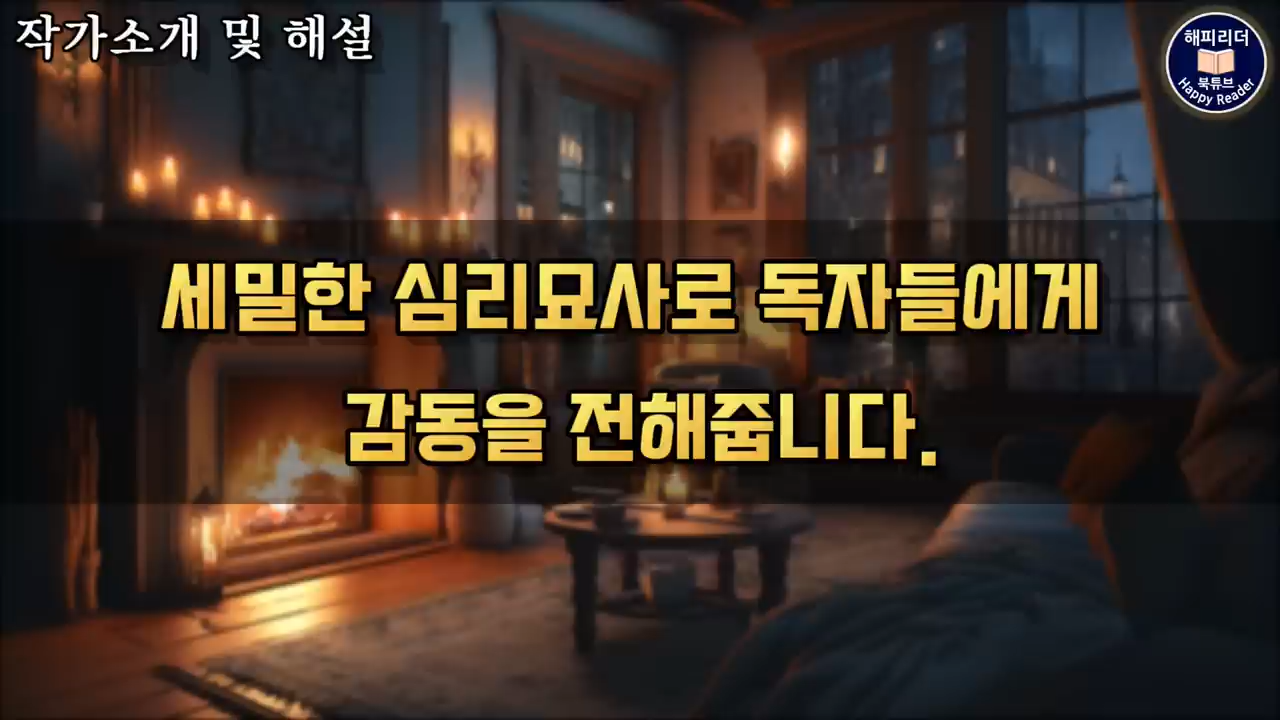 작가소개 및 해설
해피리더
북튜브
Happy Reader
세밀한 심리묘사로 독자들에게
감동을 전해줍니다.